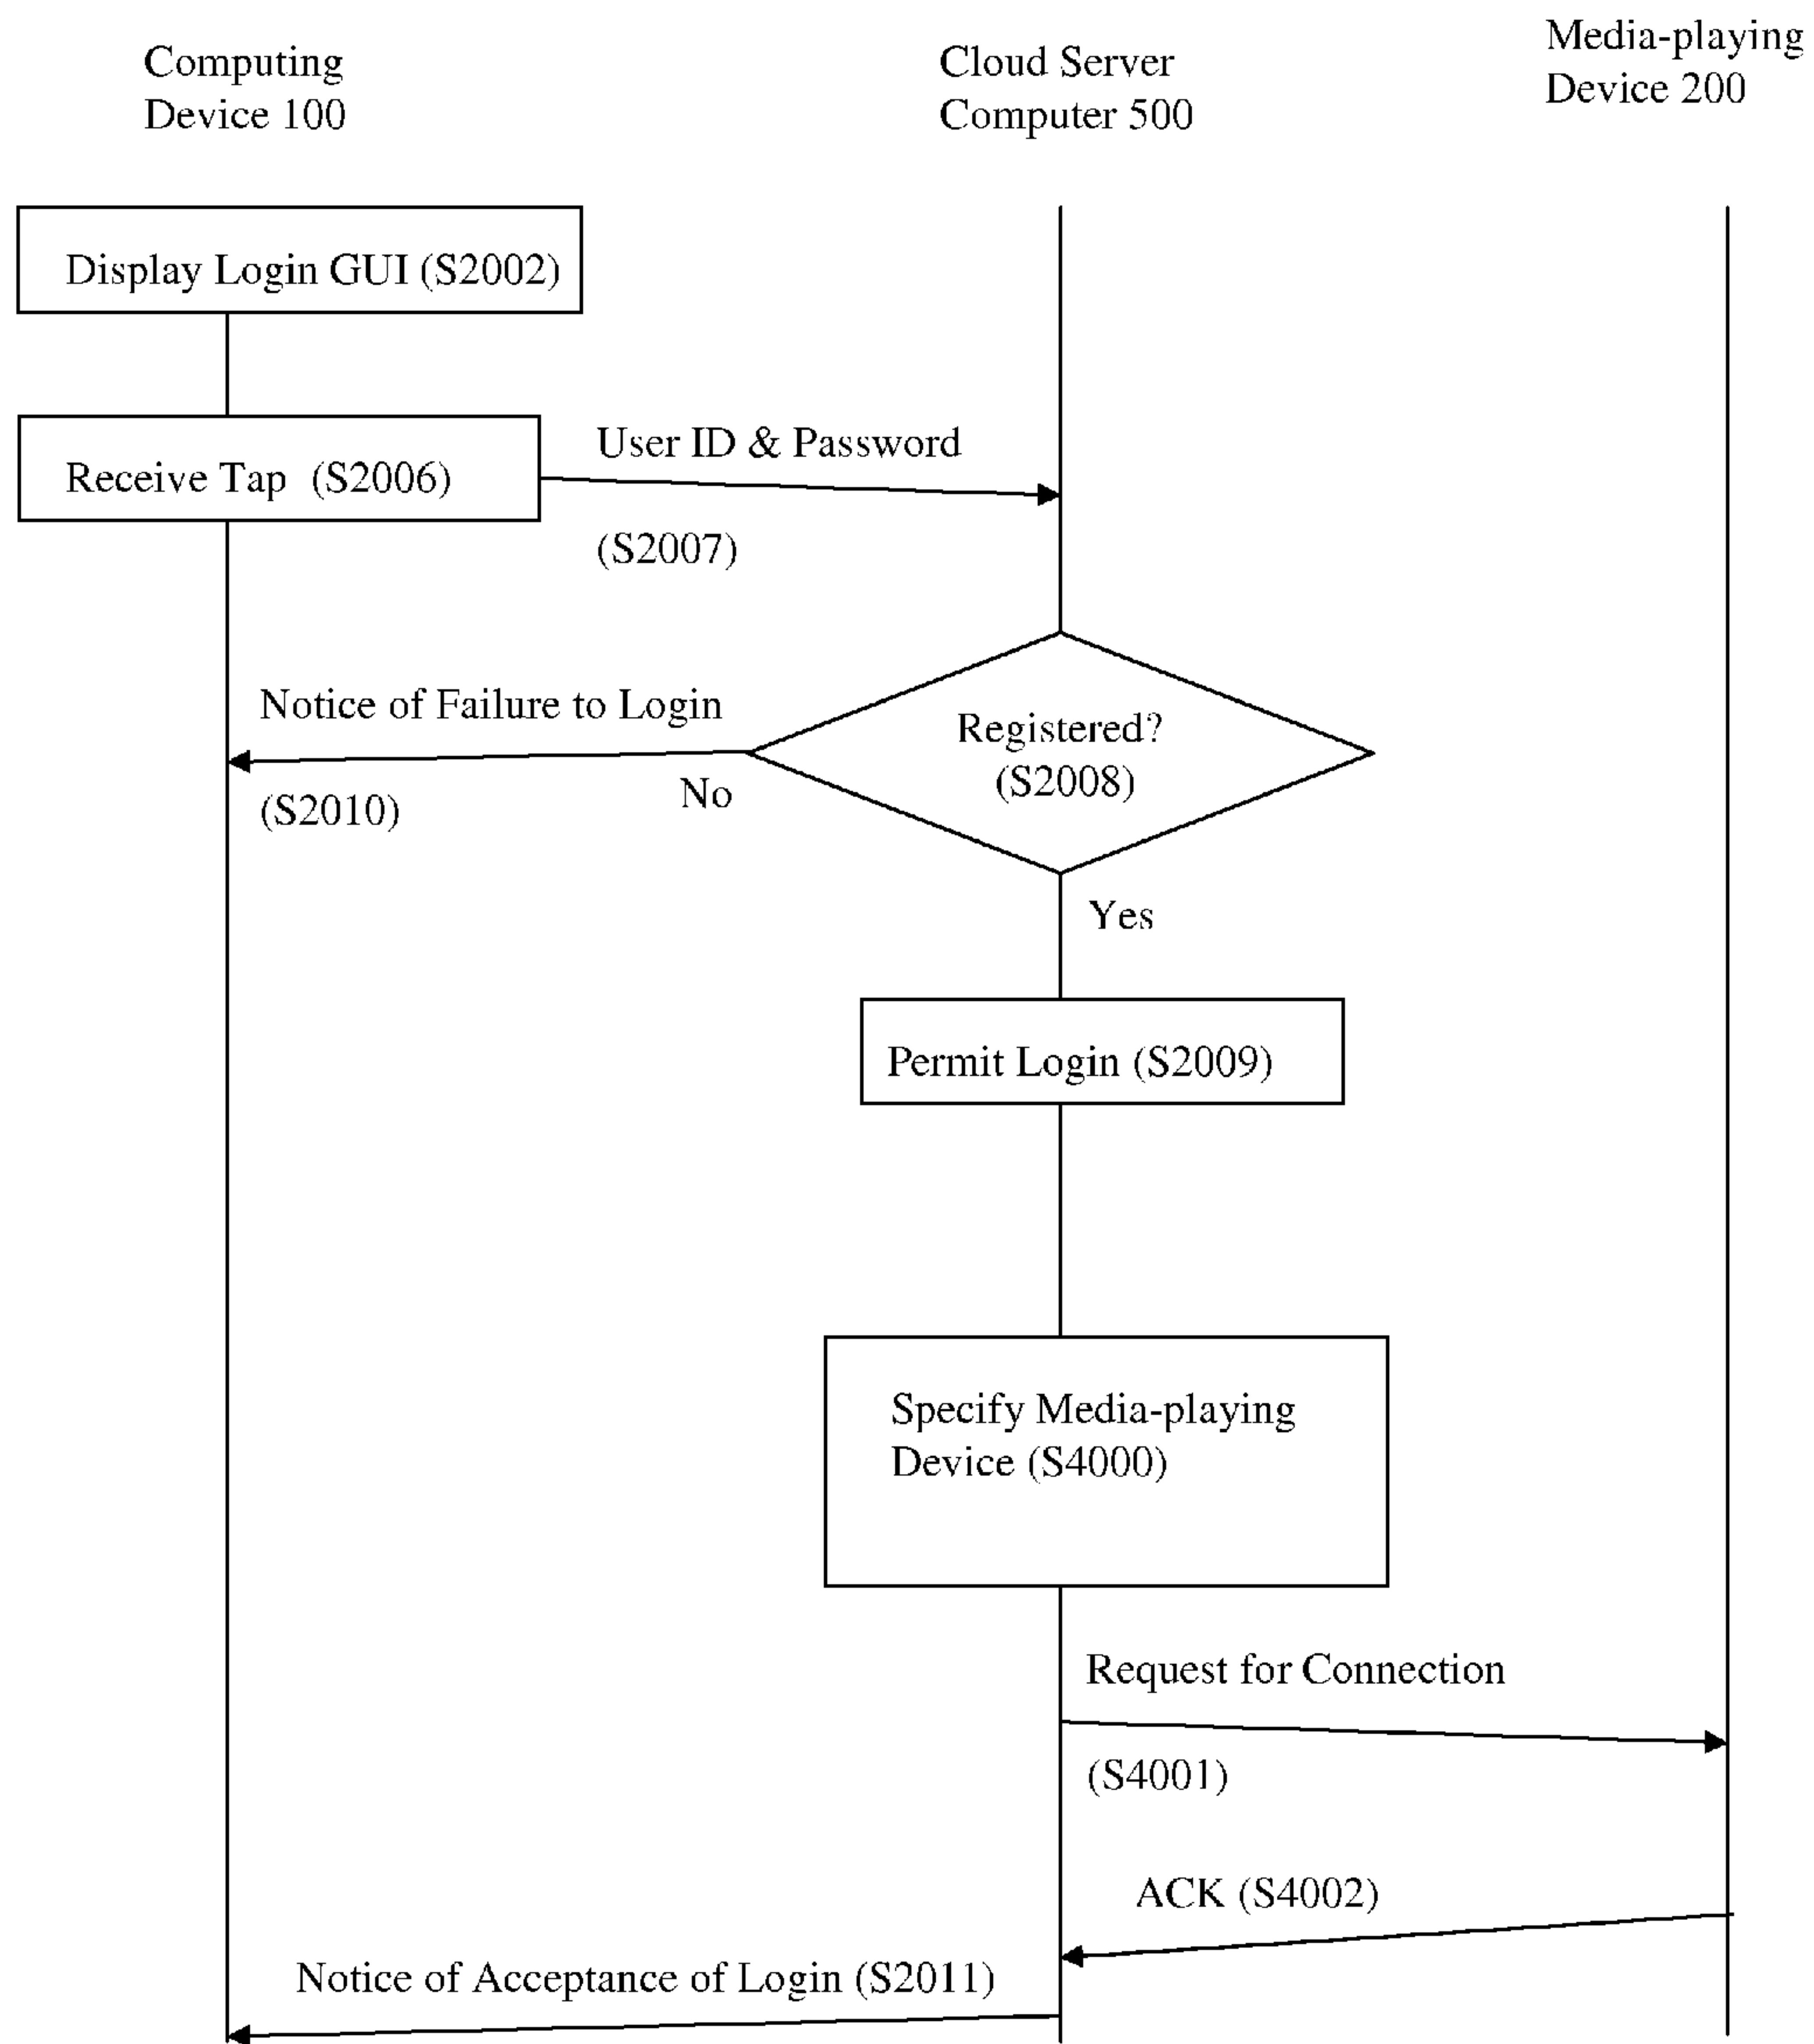 Computing
Device 100
Cloud Server
Computer 500
Media-playing
Device 200
Display Login GUI (S2002)
Receive Tap (S2006)
User ID & Password
(S2007)
Notice of Failure to Login
No
(S2010)
Registered?
(S2008)
Yes
Permit Login (S2009)
Specify Media-playing
Device (S4000)
Request for Connection
(S4001)
ACK (S4002)
Notice of Acceptance of Login (S2011)